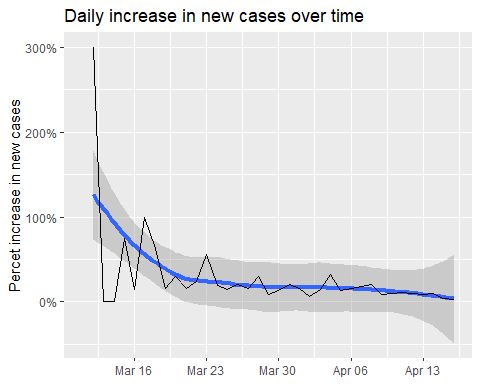 Daily increase in new cases over time
Percet increase in new cases
300%
200%
100%
0%
Mar 16
Mar 23
Mar 30
Apr 06
Apr 13